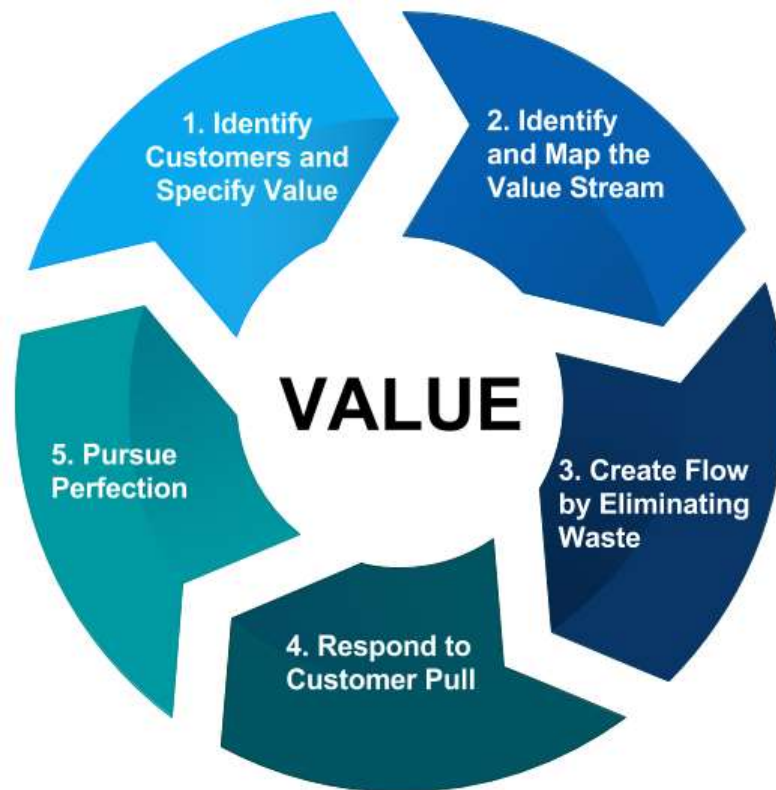 1. Identify
Customers and
Specify Value
2. Identify
and Map the
Value Stream
VALUE
3. Create Flow
by Eliminating
Waste
4. Respond to
Customer Pull
5. Pursue
Perfection